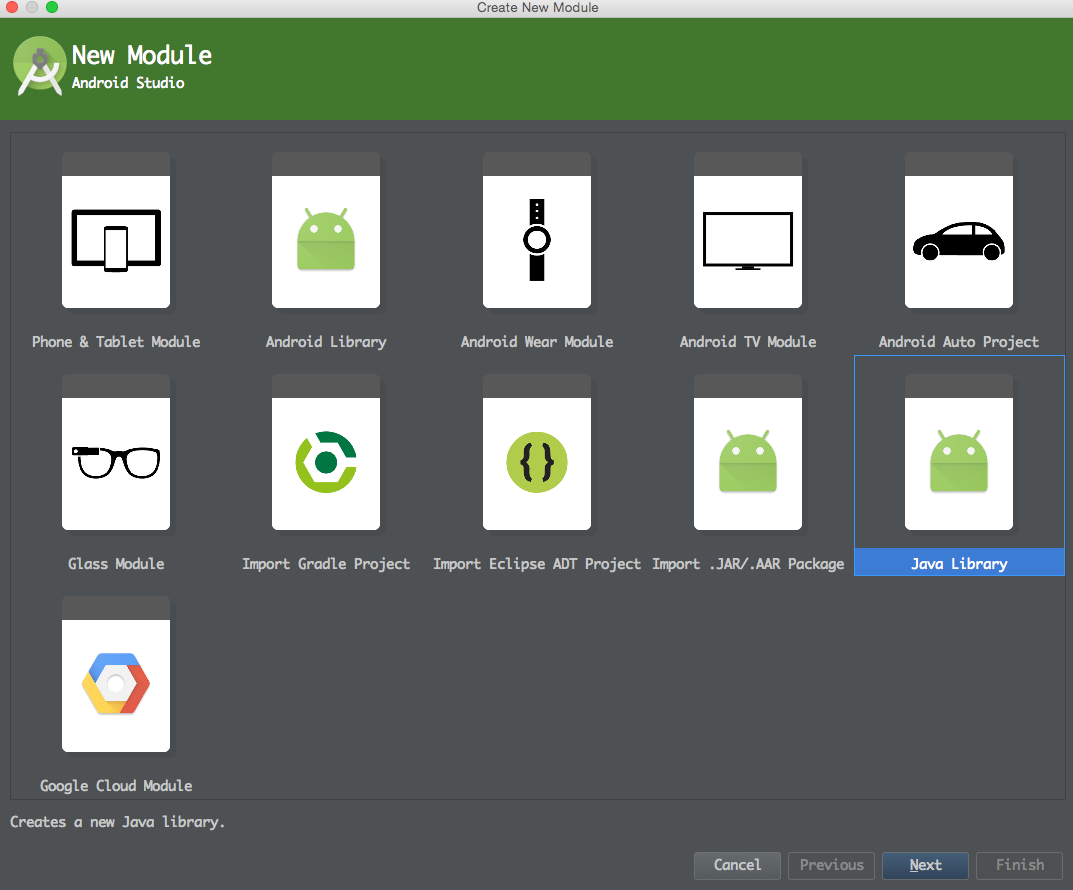 Create New Module
New Module
Android Studio
Phone & Tablet Module
Android Library
Android Wear Module
Android TV Module
Android Auto Project
Glass Module
Import Gradle Project
Import Eclipse ADT Project
Import .JAR/.AAR Package
Java Library
Google Cloud Module
Creates a new Java library.
Cancel
Previous
Next
Finish